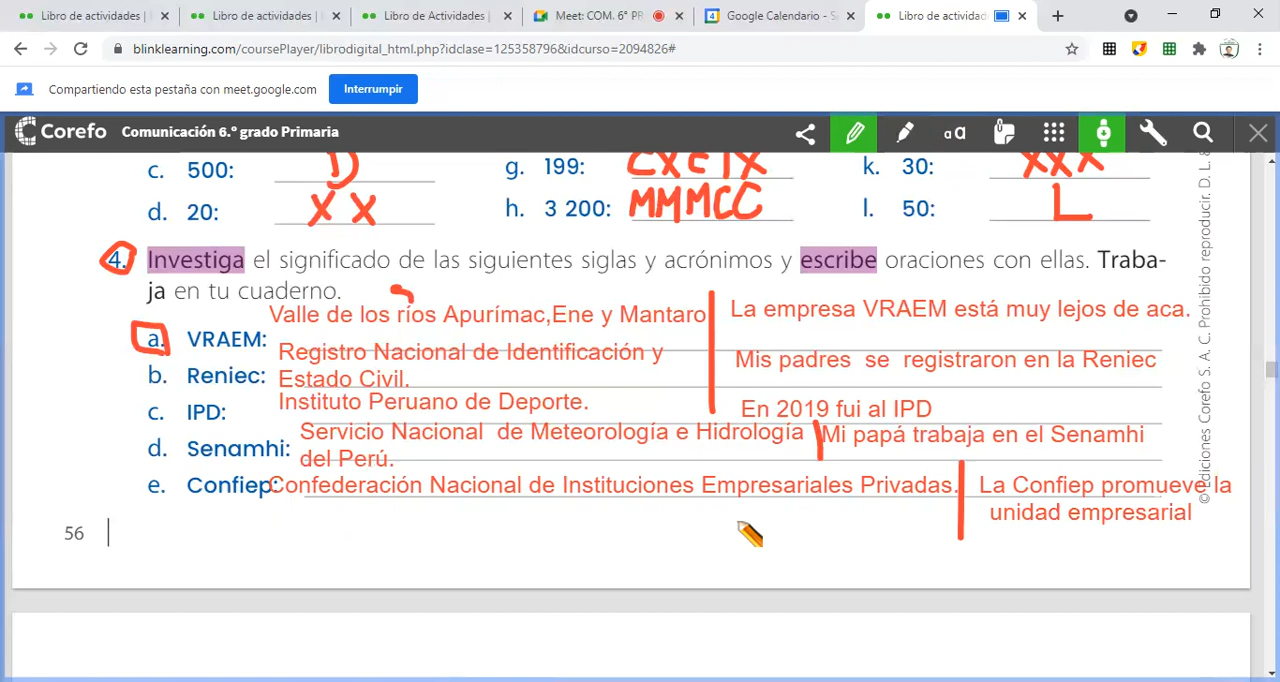 Libro de actividades |
Libro de actividades |
Libro de Actividades |
Meet: COM. 6° PR
Google Calendario - S
Libro de actividad
blinklearning.com/coursePlayer/librodigital_html.php?idclase=125358796&idcurso=2094826#
Compartiendo esta pestaña con meet.google.com
Interrumpir
Corefo Comunicación 6.º grado Primaria
aA
c. 500: D
g. 199: CXCIX
k. 30: XXX
d. 20: XX
h. 3 200: MMMCC
l. 50: L
4. Investiga el significado de las siguientes siglas y acrónimos y escribe oraciones con ellas. Traba-
ja en tu cuaderno.
a. VRAEM: Valle de los ríos Apurímac,Ene y Mantaro
La empresa VRAEM está muy lejos de aca.
b. Reniec: Registro Nacional de Identificación y
Estado Civil.
Mis padres se registraron en la Reniec
c. IPD: Instituto Peruano de Deporte.
En 2019 fui al IPD
d. Senamhi: Servicio Nacional de Meteorología e Hidrología
del Perú.
Mi papá trabaja en el Senamhi
e. Confiep: Confederación Nacional de Instituciones Empresariales Privadas.
La Confiep promueve la
unidad empresarial
56
© Ediciones Corefo S. A. C. Prohibido reproducir. D. L. 8